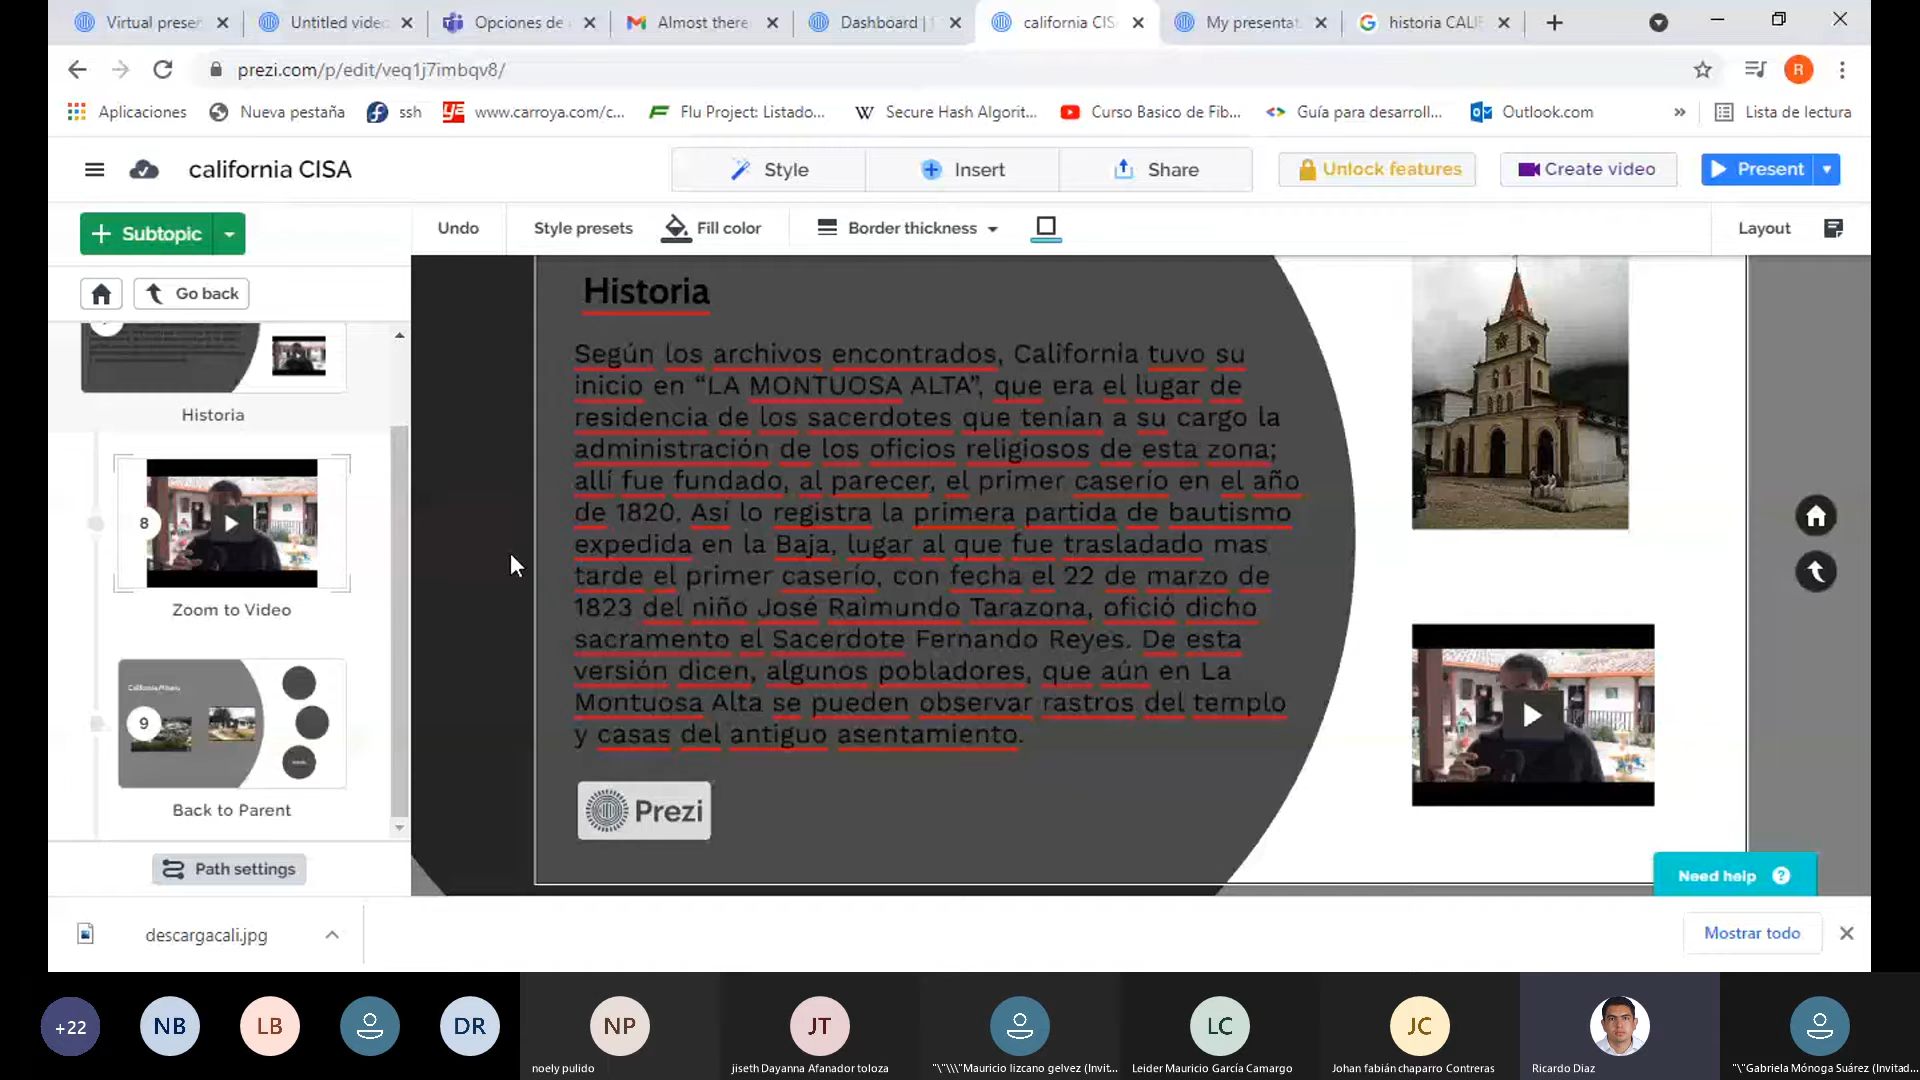 Virtual presen
Untitled video
Opciones de
Almost there
Dashboard |
california CIS
My presentat
historia CALI
prezi.com/p/edit/veq1j7imbqv8/
R
Aplicaciones
Nueva pestaña
ssh
www.carroya.com/c...
Flu Project: Listado...
Secure Hash Algorit...
Curso Basico de Fib...
Guía para desarroll...
Outlook.com
»
Lista de lectura
california CISA
Style
Insert
Share
Unlock features
Create video
Present
+ Subtopic
Undo
Style presets
Fill color
Border thickness
Layout
Go back
Historia
8
Zoom to Video
9
Back to Parent
Path settings
Historia
Según los archivos encontrados, California tuvo su
inicio en “LA MONTUOSA ALTA”, que era el lugar de
residencia de los sacerdotes que tenían a su cargo la
administración de los oficios religiosos de esta zona;
allí fue fundado, al parecer, el primer caserío en el año
de 1820. Así lo registra la primera partida de bautismo
expedida en la Baja, lugar al que fue trasladado mas
tarde el primer caserío, con fecha el 22 de marzo de
1823 del niño José Raimundo Tarazona, ofició dicho
sacramento el Sacerdote Fernando Reyes. De esta
versión dicen, algunos pobladores, que aún en La
Montuosa Alta se pueden observar rastros del templo
y casas del antiguo asentamiento.
Prezi
Need help ?
descargacali.jpg
Mostrar todo
+22
NB
LB
DR
NP
JT
LC
JC
noely pulido
jiseth Dayanna Afanador toloza
"\"\\\"Mauricio lizcano gelvez (Invit...
Leider Mauricio García Camargo
Johan fabián chaparro Contreras
Ricardo Diaz
"\"Gabriela Mónoga Suárez (Invitad...